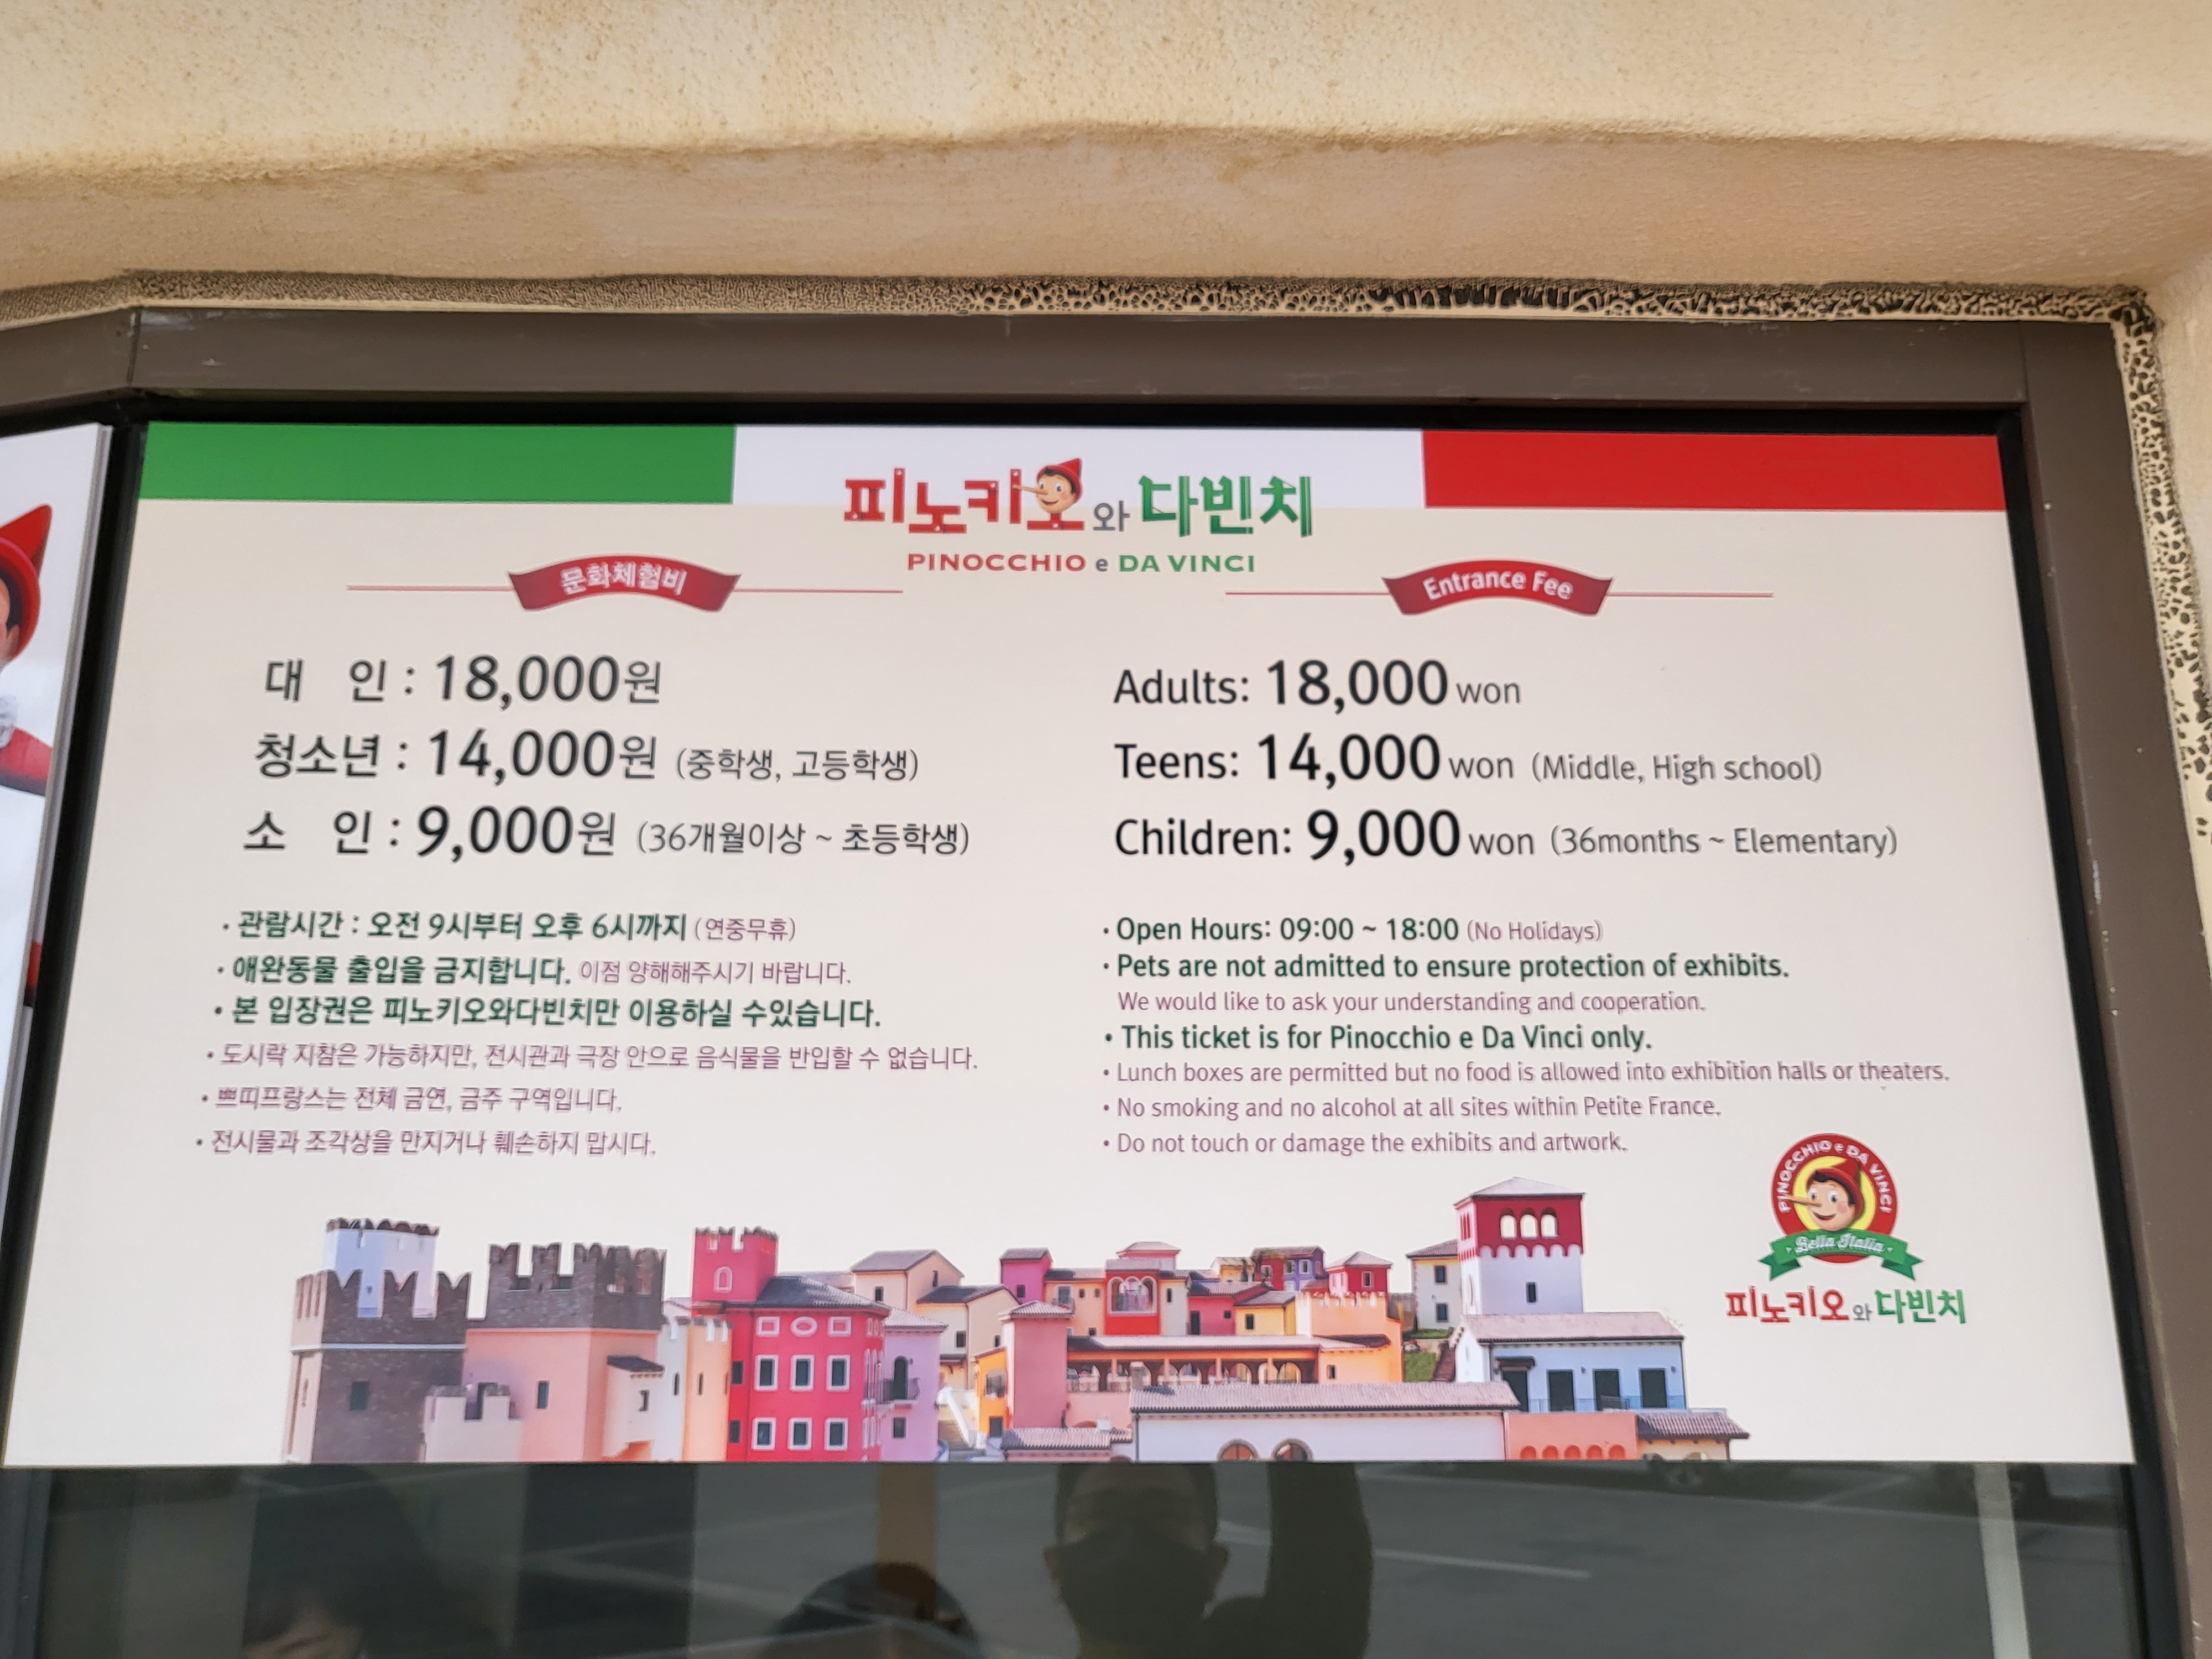 피노키오와 다빈치
PINOCCHIO e DA VINCI
문화체험비
대 인 : 18,000원
청소년 : 14,000원 (중학생, 고등학생)
소 인 : 9,000원 (36개월이상 ~ 초등학생)
· 관람시간 : 오전 9시부터 오후 6시까지 (연중무휴)
· 애완동물 출입을 금지합니다. 이점 양해해주시기 바랍니다.
· 본 입장권은 피노키오와다빈치만 이용하실 수있습니다.
· 도시락 지참은 가능하지만, 전시관과 극장 안으로 음식물을 반입할 수 없습니다.
· 쁘띠프랑스는 전체 금연, 금주 구역입니다.
· 전시물과 조각상을 만지거나 훼손하지 맙시다.
Entrance Fee
Adults: 18,000 won
Teens: 14,000 won (Middle, High school)
Children: 9,000 won (36months ~ Elementary)
· Open Hours: 09:00 ~ 18:00 (No Holidays)
· Pets are not admitted to ensure protection of exhibits.
We would like to ask your understanding and cooperation.
· This ticket is for Pinocchio e Da Vinci only.
· Lunch boxes are permitted but no food is allowed into exhibition halls or theaters.
· No smoking and no alcohol at all sites within Petite France.
· Do not touch or damage the exhibits and artwork.
PINOCCHIO e DA VINCI
Bella Italia
피노키오와 다빈치